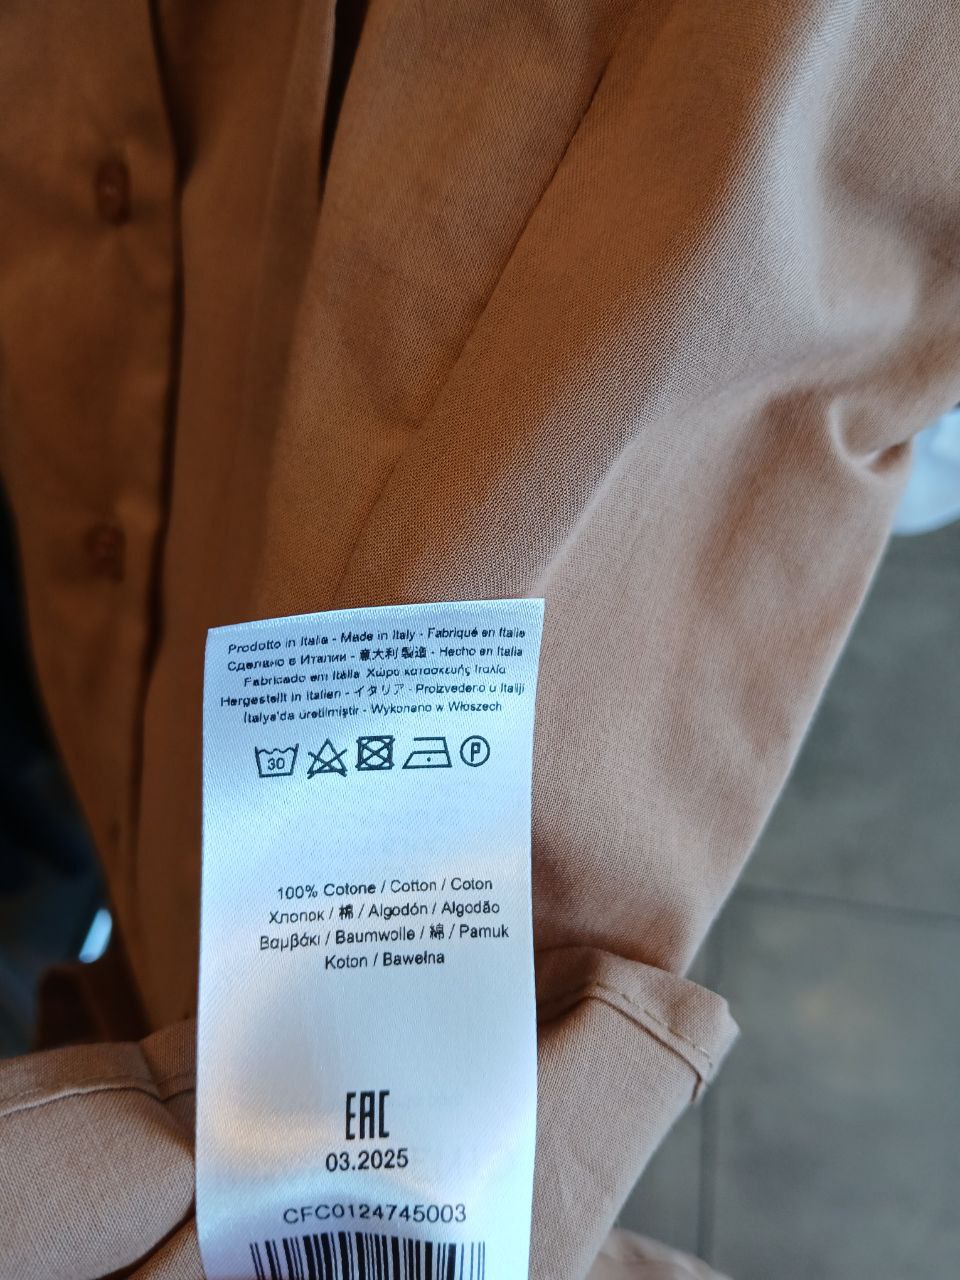 Prodotto in Italia - Made in Italy - Fabriqué en Italie
Сделано в Италии - 意大利製造 - Hecho en Italia
Fabricado em Itália Χώρα κατασκευής Ιταλία
Hergestellt in Italien - イタリア - Proizvedeno u Italiji
İtalya'da üretilmiştir - Wykonano w Włoszech
30 P
100% Cotone / Cotton / Coton
Хлопок / 棉 / Algodón / Algodão
Βαμβάκι / Baumwolle / 綿 / Pamuk
Koton / Bawełna
EAC
03.2025
CFC0124745003